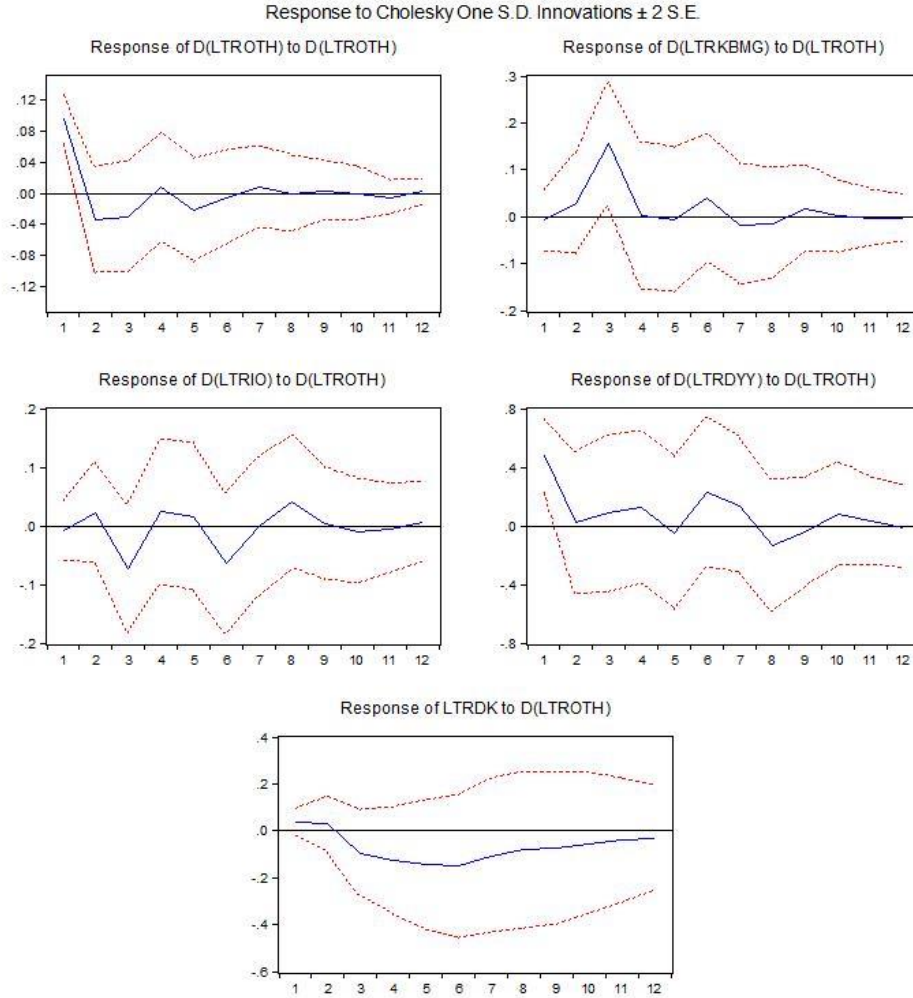 Response to Cholesky One S.D. Innovations ± 2 S.E.
Response of D(LTROTH) to D(LTROTH)
.12
.08
.04
.00
-.04
-.08
-.12
1 2 3 4 5 6 7 8 9 10 11 12
Response of D(LTRKBMG) to D(LTROTH)
.3
.2
.1
.0
-.1
-.2
1 2 3 4 5 6 7 8 9 10 11 12
Response of D(LTRIO) to D(LTROTH)
.2
.1
.0
-.1
-.2
1 2 3 4 5 6 7 8 9 10 11 12
Response of D(LTRDYY) to D(LTROTH)
.8
.4
.0
-.4
-.8
1 2 3 4 5 6 7 8 9 10 11 12
Response of LTRDK to D(LTROTH)
.4
.2
.0
-.2
-.4
-.6
1 2 3 4 5 6 7 8 9 10 11 12